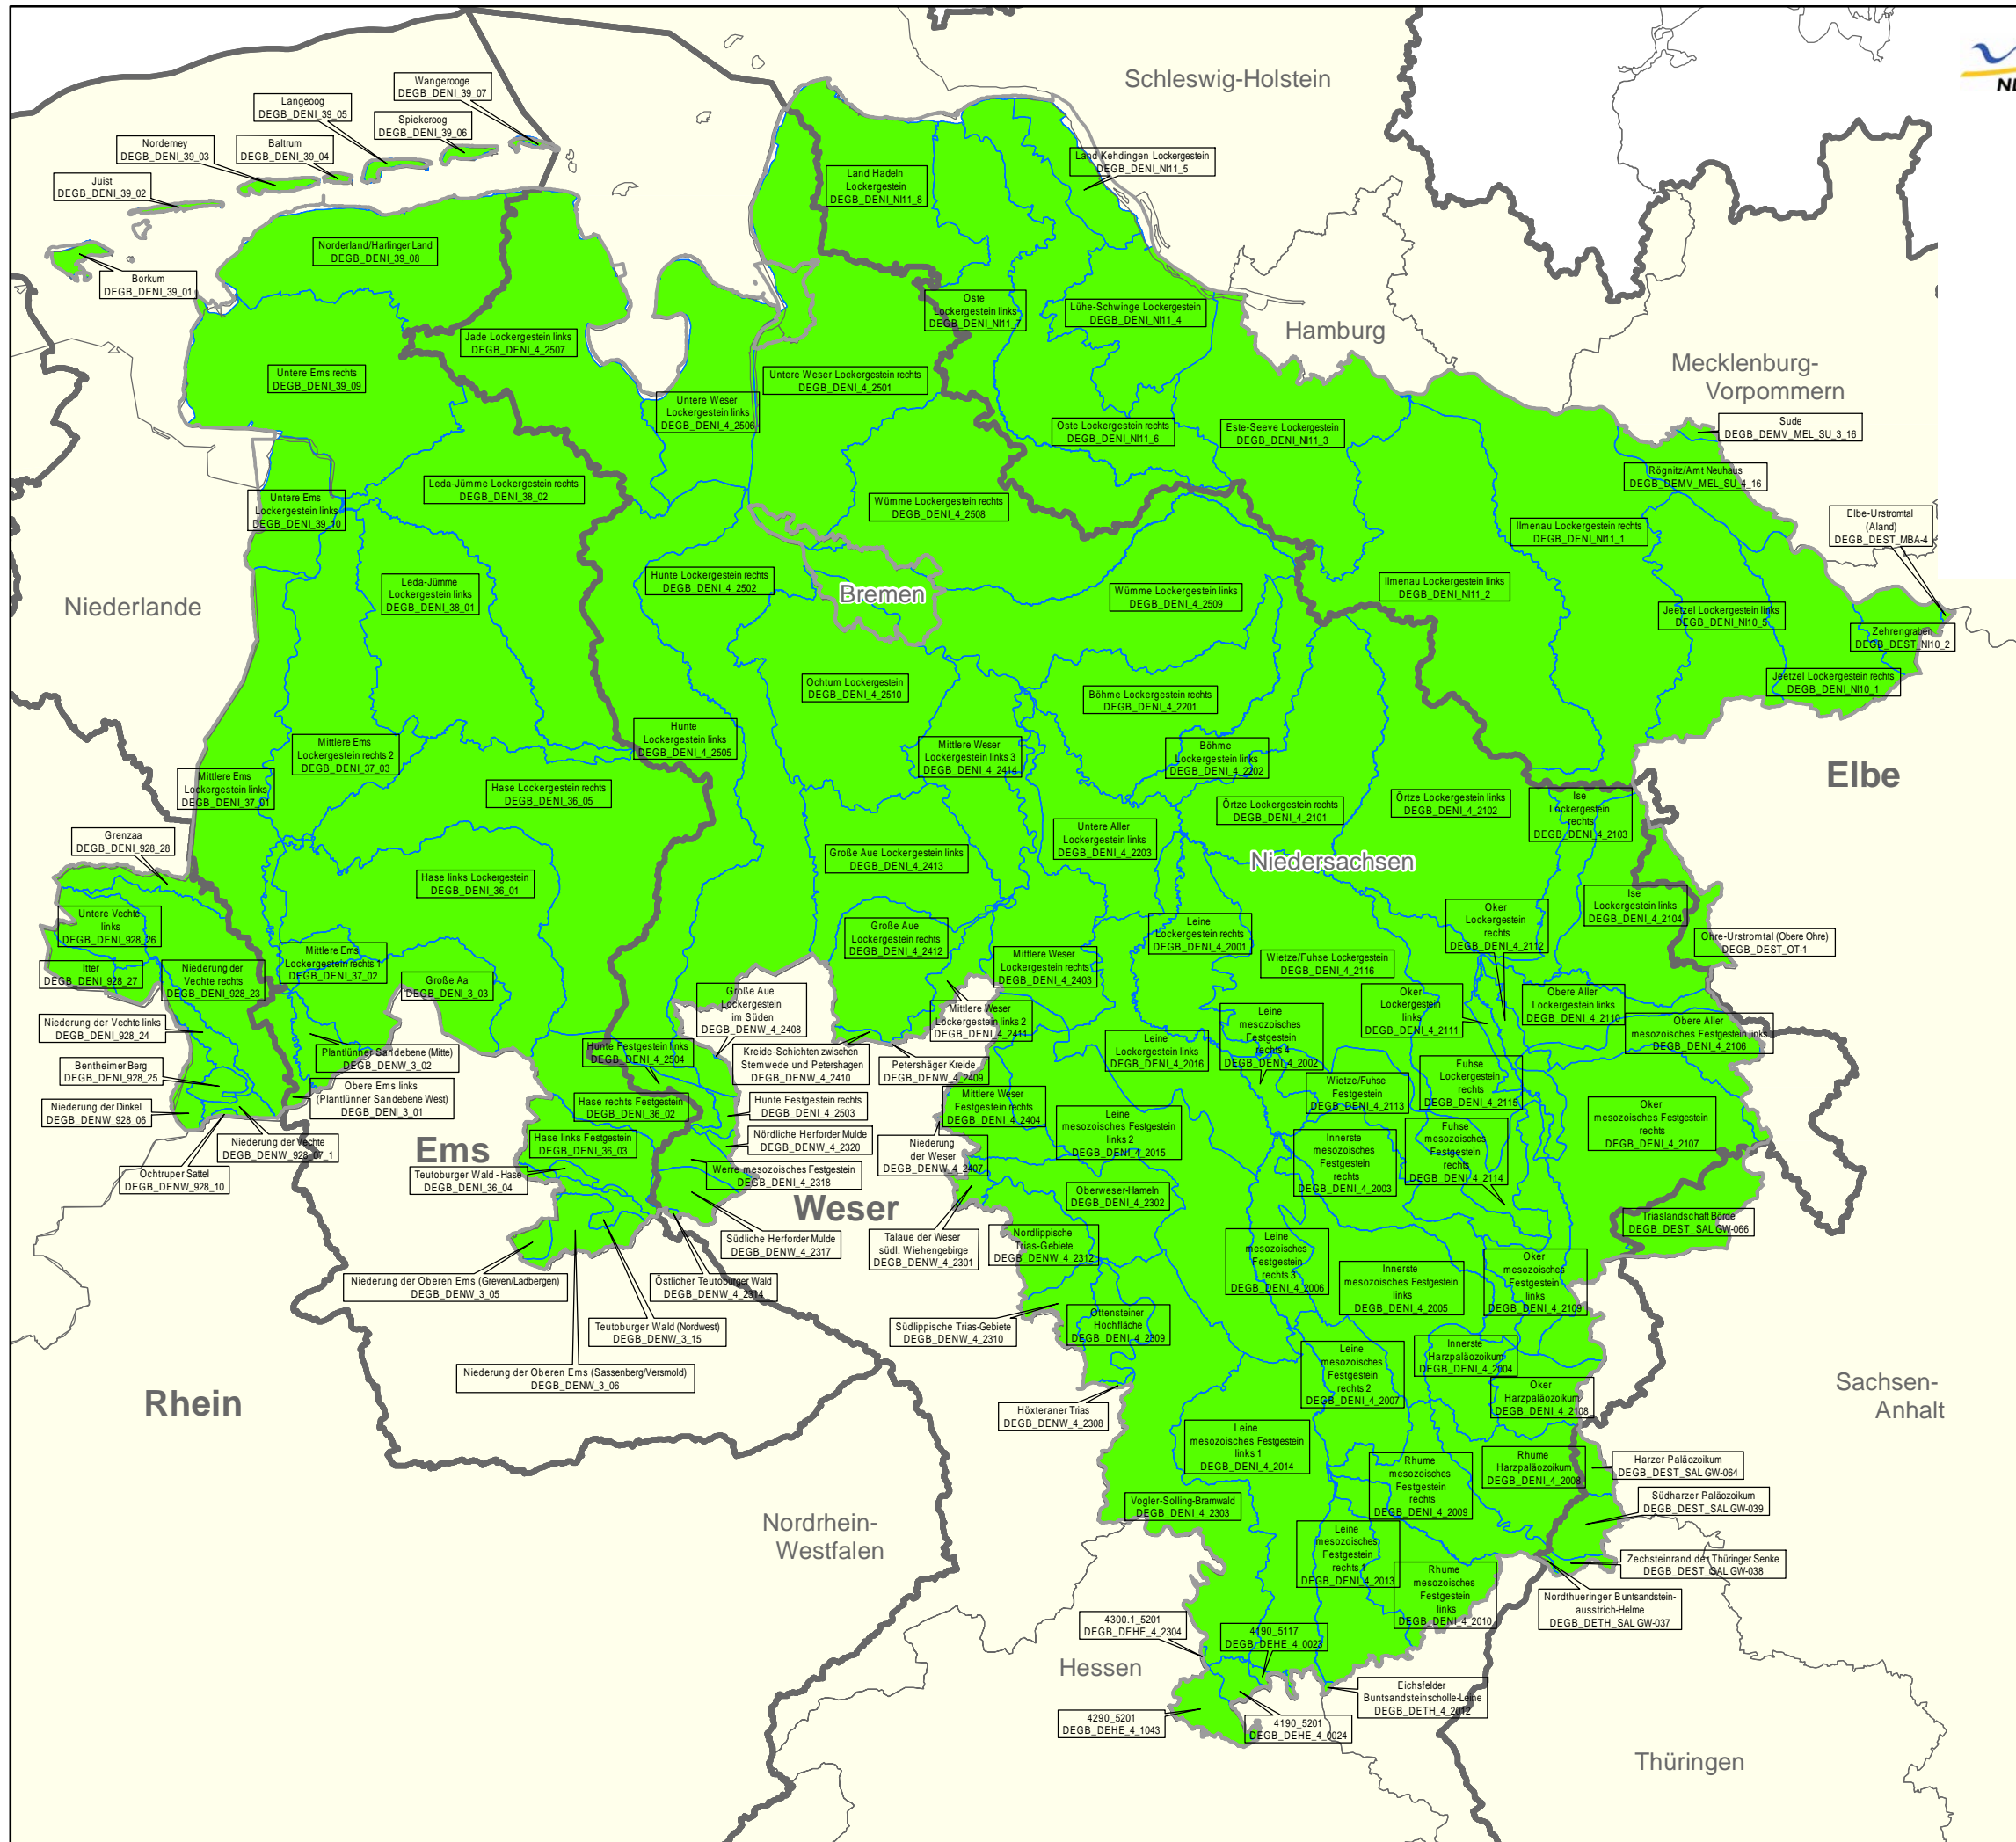 Schleswig-Holstein
Wangerooge
DEGB_DENI_39_07
Langeoog
DEGB_DENI_39_05
Spiekeroog
DEGB_DENI_39_06
Norderney
DEGB_DENI_39_03
Baltrum
DEGB_DENI_39_04
Juist
DEGB_DENI_39_02
Borkum
DEGB_DENI_39_01
Land Kehdingen Lockergestein
DEGB_DENI_NI11_5
Land Hadeln
Lockergestein
DEGB_DENI_NI11_8
Norderland/Harlinger Land
DEGB_DENI_39_08
Oste
Lockergestein links
DEGB_DENI_NI11_7
Lühe-Schwinge Lockergestein
DEGB_DENI_NI11_4
Hamburg
Mecklenburg-
Vorpommern
Jade Lockergestein links
DEGB_DENI_4_2507
Untere Ems rechts
DEGB_DENI_39_09
Untere Weser Lockergestein rechts
DEGB_DENI_4_2501
Untere Weser
Lockergestein links
DEGB_DENI_4_2506
Oste Lockergestein rechts
DEGB_DENI_NI11_6
Este-Seeve Lockergestein
DEGB_DENI_NI11_3
Sude
DEGB_DEMV_MEL_SU_3_16
Rögnitz/Amt Neuhaus
DEGB_DEMV_MEL_SU_4_16
Leda-Jümme Lockergestein rechts
DEGB_DENI_38_02
Untere Ems
Lockergestein links
DEGB_DENI_39_10
Wümme Lockergestein rechts
DEGB_DENI_4_2508
Ilmenau Lockergestein rechts
DEGB_DENI_NI11_1
Elbe-Urstromtal
(Aland)
DEGB_DEST_MBA-4
Niederlande
Leda-Jümme
Lockergestein links
DEGB_DENI_38_01
Hunte Lockergestein rechts
DEGB_DENI_4_2502
Bremen
Wümme Lockergestein links
DEGB_DENI_4_2509
Ilmenau Lockergestein links
DEGB_DENI_NI11_2
Jeetzel Lockergestein links
DEGB_DENI_NI10_5
Zehrengraben
DEGB_DEST_NI10_2
Ochtum Lockergestein
DEGB_DENI_4_2510
Böhme Lockergestein rechts
DEGB_DENI_4_2201
Jeetzel Lockergestein rechts
DEGB_DENI_NI10_1
Hunte
Lockergestein links
DEGB_DENI_4_2505
Mittlere Ems
Lockergestein rechts 2
DEGB_DENI_37_03
Mittlere Weser
Lockergestein links 3
DEGB_DENI_4_2414
Böhme
Lockergestein links
DEGB_DENI_4_2202
Elbe
Mittlere Ems
Lockergestein links
DEGB_DENI_37_01
Hase Lockergestein rechts
DEGB_DENI_36_05
Örtze Lockergestein rechts
DEGB_DENI_4_2101
Örtze Lockergestein links
DEGB_DENI_4_2102
Ise
Lockergestein
rechts
DEGB_DENI_4_2103
Grenzaa
DEGB_DENI_928_28
Untere Aller
Lockergestein links
DEGB_DENI_4_2203
Große Aue Lockergestein links
DEGB_DENI_4_2413
Niedersachsen
Hase links Lockergestein
DEGB_DENI_36_01
Ise
Lockergestein links
DEGB_DENI_4_2104
Untere Vechte
links
DEGB_DENI_928_26
Große Aue
Lockergestein rechts
DEGB_DENI_4_2412
Leine
Lockergestein rechts
DEGB_DENI_4_2001
Oker
Lockergestein
rechts
DEGB_DENI_4_2112
Ohre-Urstromtal (Obere Ohre)
DEGB_DEST_OT-1
Itter
DEGB_DENI_928_27
Niederung der
Vechte rechts
DEGB_DENI_928_23
Mittlere Ems
Lockergestein rechts 1
DEGB_DENI_37_02
Große Aa
DEGB_DENI_3_03
Mittlere Weser
Lockergestein rechts
DEGB_DENI_4_2403
Wietze/Fuhse Lockergestein
DEGB_DENI_4_2116
Große Aue
Lockergestein
im Süden
DEGB_DENW_4_2408
Mittlere Weser
Lockergestein links 2
DEGB_DENI_4_2411
Oker
Lockergestein
links
DEGB_DENI_4_2111
Obere Aller
Lockergestein links
DEGB_DENI_4_2110
Niederung der Vechte links
DEGB_DENI_928_24
Plantlünner Sandebene (Mitte)
DEGB_DENW_3_02
Hunte Festgestein links
DEGB_DENI_4_2504
Kreide-Schichten zwischen
Stemwede und Petershagen
DEGB_DENW_4_2410
Petershäger Kreide
DEGB_DENW_4_2409
Leine
Lockergestein links
DEGB_DENI_4_2016
Leine
mesozoisches
Festgestein
rechts 4
DEGB_DENI_4_2002
Obere Aller
mesozoisches Festgestein links
DEGB_DENI_4_2106
Bentheimer Berg
DEGB_DENI_928_25
Obere Ems links
(Plantlünner Sandebene West)
DEGB_DENI_3_01
Fuhse
Lockergestein
rechts
DEGB_DENI_4_2115
Wietze/Fuhse
Festgestein
DEGB_DENI_4_2113
Niederung der Dinkel
DEGB_DENW_928_06
Hase rechts Festgestein
DEGB_DENI_36_02
Hunte Festgestein rechts
DEGB_DENI_4_2503
Mittlere Weser
Festgestein rechts
DEGB_DENI_4_2404
Leine
mesozoisches Festgestein
links 2
DEGB_DENI_4_2015
Oker
mesozoisches Festgestein
rechts
DEGB_DENI_4_2107
Niederung der Vechte
DEGB_DENW_928_07_1
Ems
Hase links Festgestein
DEGB_DENI_36_03
Nördliche Herforder Mulde
DEGB_DENW_4_2320
Niederung
der Weser
DEGB_DENW_4_2407
Innerste
mesozoisches
Festgestein
rechts
DEGB_DENI_4_2003
Fuhse
mesozoisches
Festgestein
rechts
DEGB_DENI_4_2114
Ochtruper Sattel
DEGB_DENW_928_10
Teutoburger Wald - Hase
DEGB_DENI_36_04
Werre mesozoisches Festgestein
DEGB_DENI_4_2318
Weser
Oberweser-Hameln
DEGB_DENI_4_2302
Triaslandschaft Börde
DEGB_DEST_SAL GW-066
Südliche Herforder Mulde
DEGB_DENW_4_2317
Talaue der Weser
südl. Wiehengebirge
DEGB_DENW_4_2301
Nordlippische
Trias-Gebiete
DEGB_DENW_4_2312
Leine
mesozoisches
Festgestein
rechts 3
DEGB_DENI_4_2006
Innerste
mesozoisches Festgestein
links
DEGB_DENI_4_2005
Oker
mesozoisches
Festgestein
links
DEGB_DENI_4_2109
Niederung der Oberen Ems (Greven/Ladbergen)
DEGB_DENW_3_05
Östlicher Teutoburger Wald
DEGB_DENW_4_2314
Teutoburger Wald (Nordwest)
DEGB_DENW_3_15
Südlippische Trias-Gebiete
DEGB_DENW_4_2310
Ottensteiner
Hochfläche
DEGB_DENI_4_2309
Niederung der Oberen Ems (Sassenberg/Versmold)
DEGB_DENW_3_06
Leine
mesozoisches
Festgestein
rechts 2
DEGB_DENI_4_2007
Innerste
Harzpaläozoikum
DEGB_DENI_4_2004
Rhein
Oker
Harzpaläozoikum
DEGB_DENI_4_2108
Sachsen-
Anhalt
Höxteraner Trias
DEGB_DENW_4_2308
Leine
mesozoisches Festgestein
links 1
DEGB_DENI_4_2014
Rhume
mesozoisches
Festgestein
rechts
DEGB_DENI_4_2009
Rhume
Harzpaläozoikum
DEGB_DENI_4_2008
Harzer Paläozoikum
DEGB_DEST_SAL GW-064
Südharzer Paläozoikum
DEGB_DEST_SAL GW-039
Vogler-Solling-Bramwald
DEGB_DENI_4_2303
Nordrhein-
Westfalen
Leine
mesozoisches
Festgestein
rechts 1
DEGB_DENI_4_2013
Zechsteinrand der Thüringer Senke
DEGB_DEST_SAL GW-038
Rhume
mesozoisches
Festgestein
links
DEGB_DENI_4_2010
Nordthueringer Buntsandstein-
ausstrich-Helme
DEGB_DETH_SAL GW-037
4300.1_5201
DEGB_DEHE_4_2304
4190_5117
DEGB_DEHE_4_0023
Hessen
Eichsfelder
Buntsandsteinscholle-Leine
DEGB_DETH_4_2012
4290_5201
DEGB_DEHE_4_1043
4190_5201
DEGB_DEHE_4_0024
Thüringen